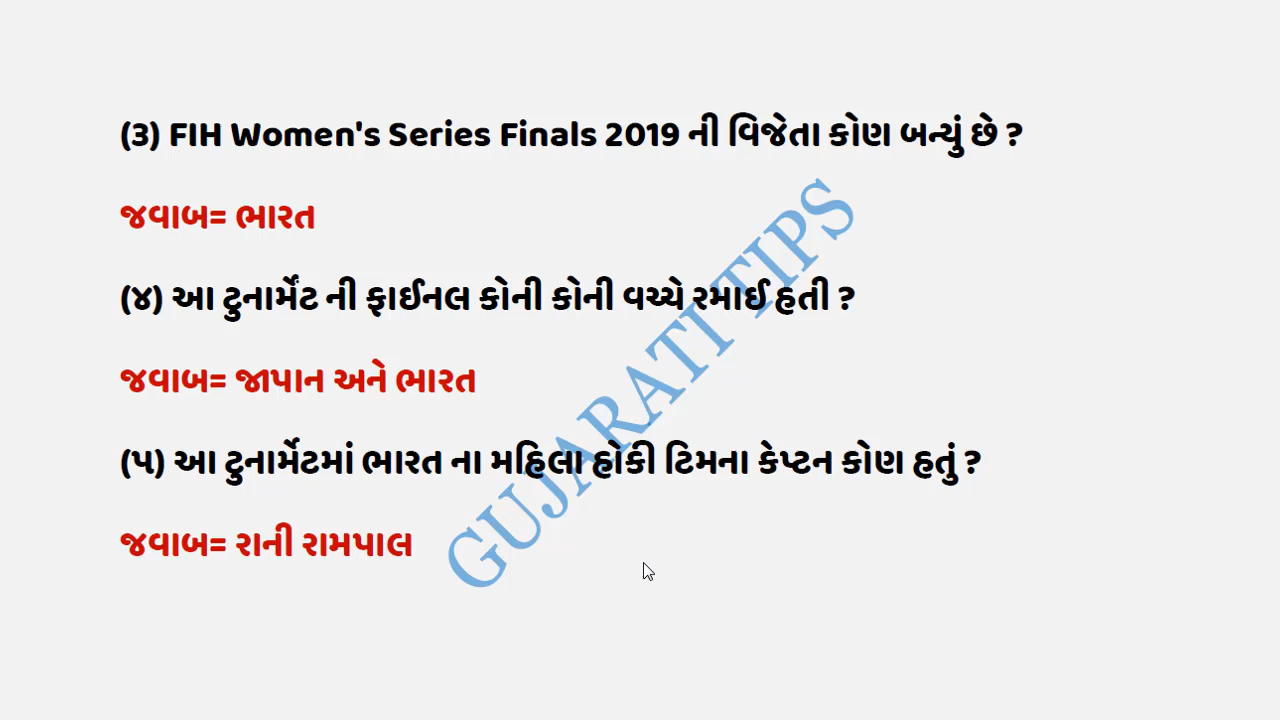 (૩) FIH Women's Series Finals 2019 ની વિજેતા કોણ બન્યું છે ?
જવાબ= ભારત
(૪) આ ટુનાર્મેંટ ની ફાઈનલ કોની કોની વચ્ચે રમાઈ હતી ?
જવાબ= જાપાન અને ભારત
(૫) આ ટુનાર્મેટમાં ભારત ના મહિલા હોકી ટિમના કેપ્ટન કોણ હતું ?
જવાબ= રાની રામપાલ
GUJARATI TIPS